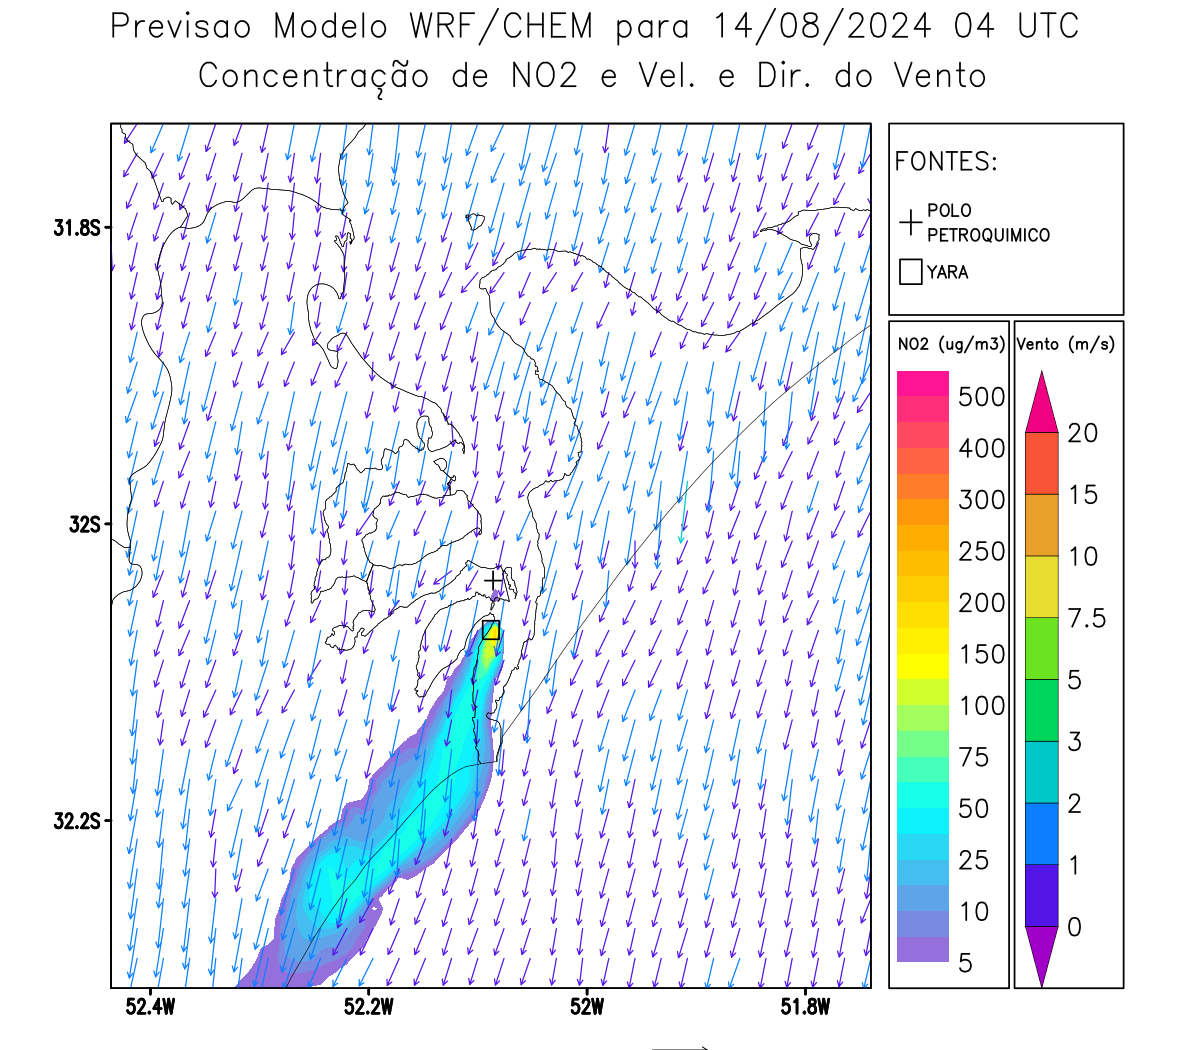 Previsao Modelo WRF/CHEM para 14/08/2024 04 UTC
Concentração de NO2 e Vel. e Dir. do Vento
FONTES:
POLO
PETROQUIMICO
YARA
NO2 (ug/m3)
500
400
300
250
200
150
100
75
50
25
10
5
Vento (m/s)
20
15
10
7.5
5
3
2
1
0
31.8S
32S
32.2S
52.4W
52.2W
52W
51.8W